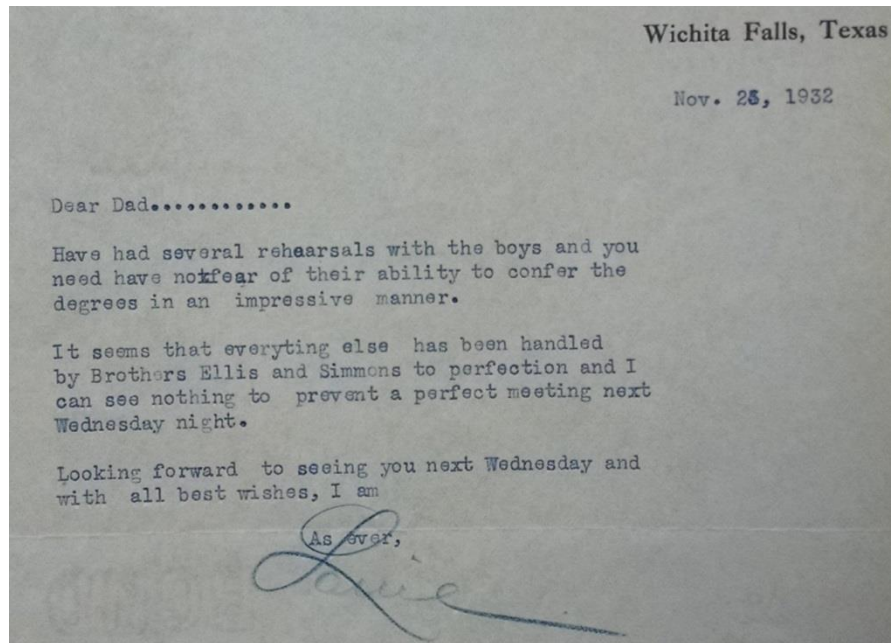 Wichita Falls, Texas
Nov. 25, 1932
Dear Dad............
Have had several rehearsals with the boys and you
need have no fear of their ability to confer the
degrees in an impressive manner.
It seems that everyting else has been handled
by Brothers Ellis and Simmons to perfection and I
can see nothing to prevent a perfect meeting next
Wednesday night.
Looking forward to seeing you next Wednesday and
with all best wishes, I am
As ever,